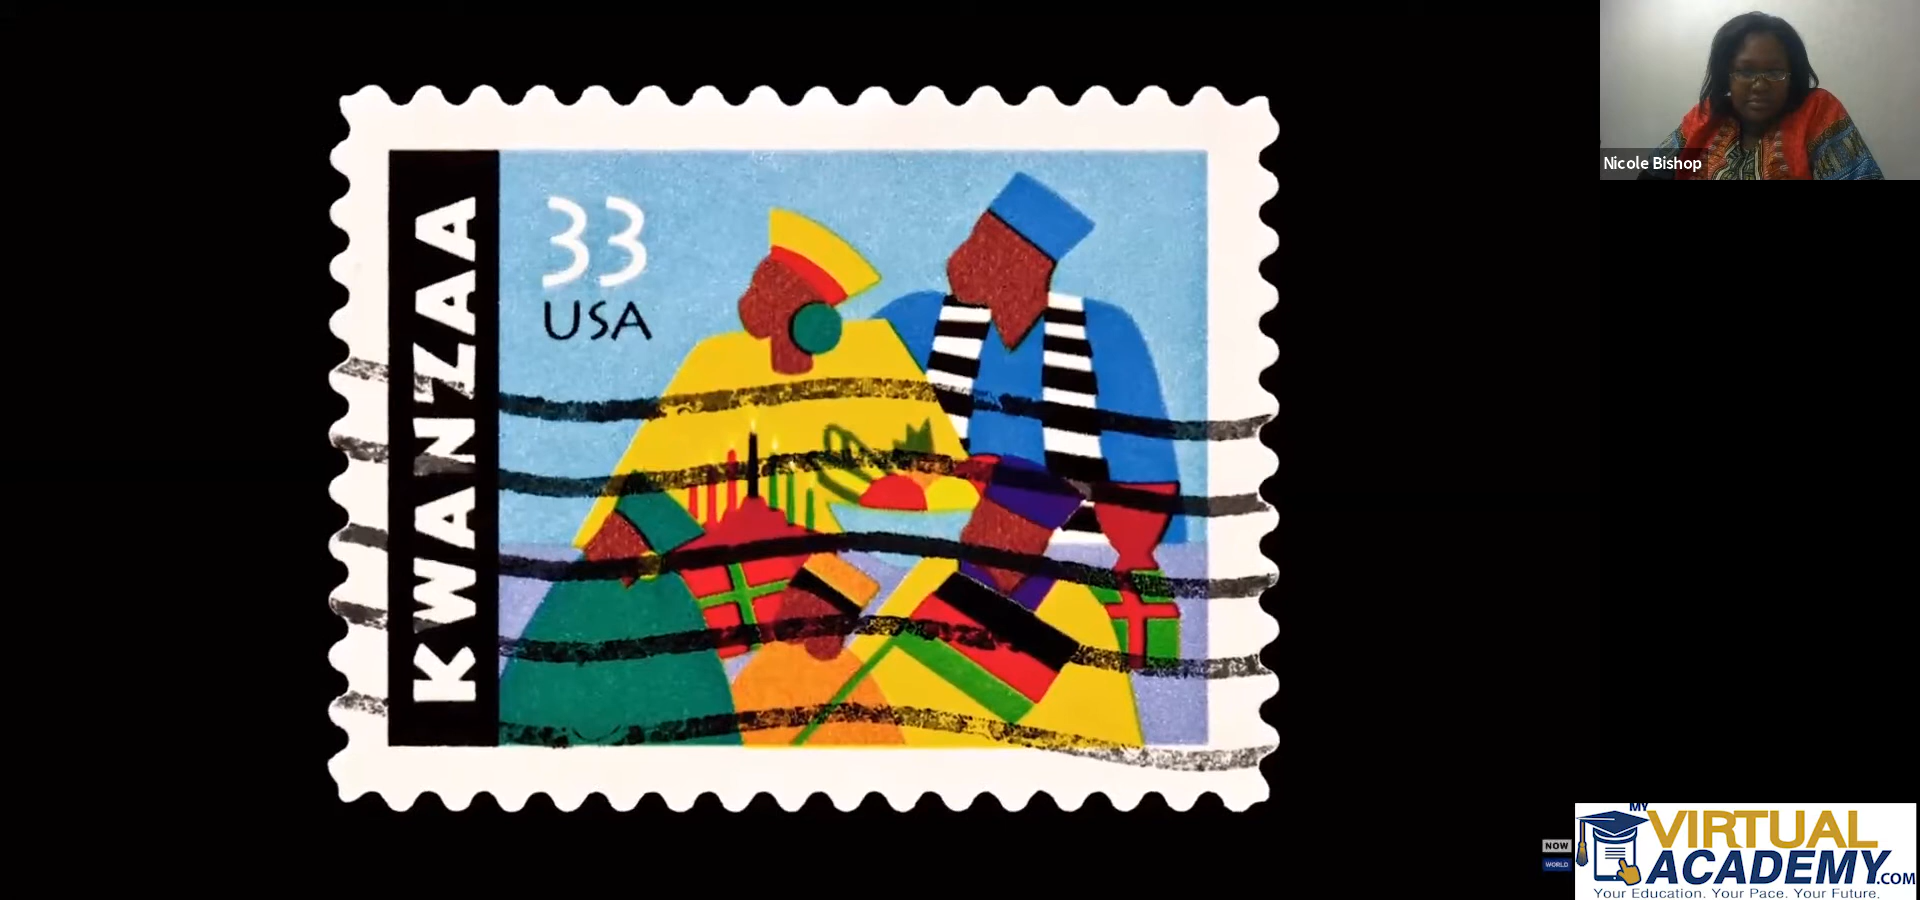 KWANZAA
33
USA
Nicole Bishop
NOW
WORLD
MY
VIRTUAL
ACADEMY.COM
Your Education. Your Pace. Your Future.